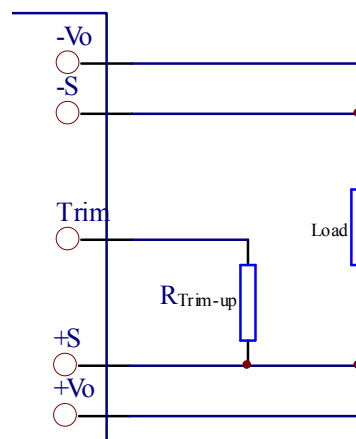 -Vo
-S
Trim
Load
RTrim-up
+S
+Vo